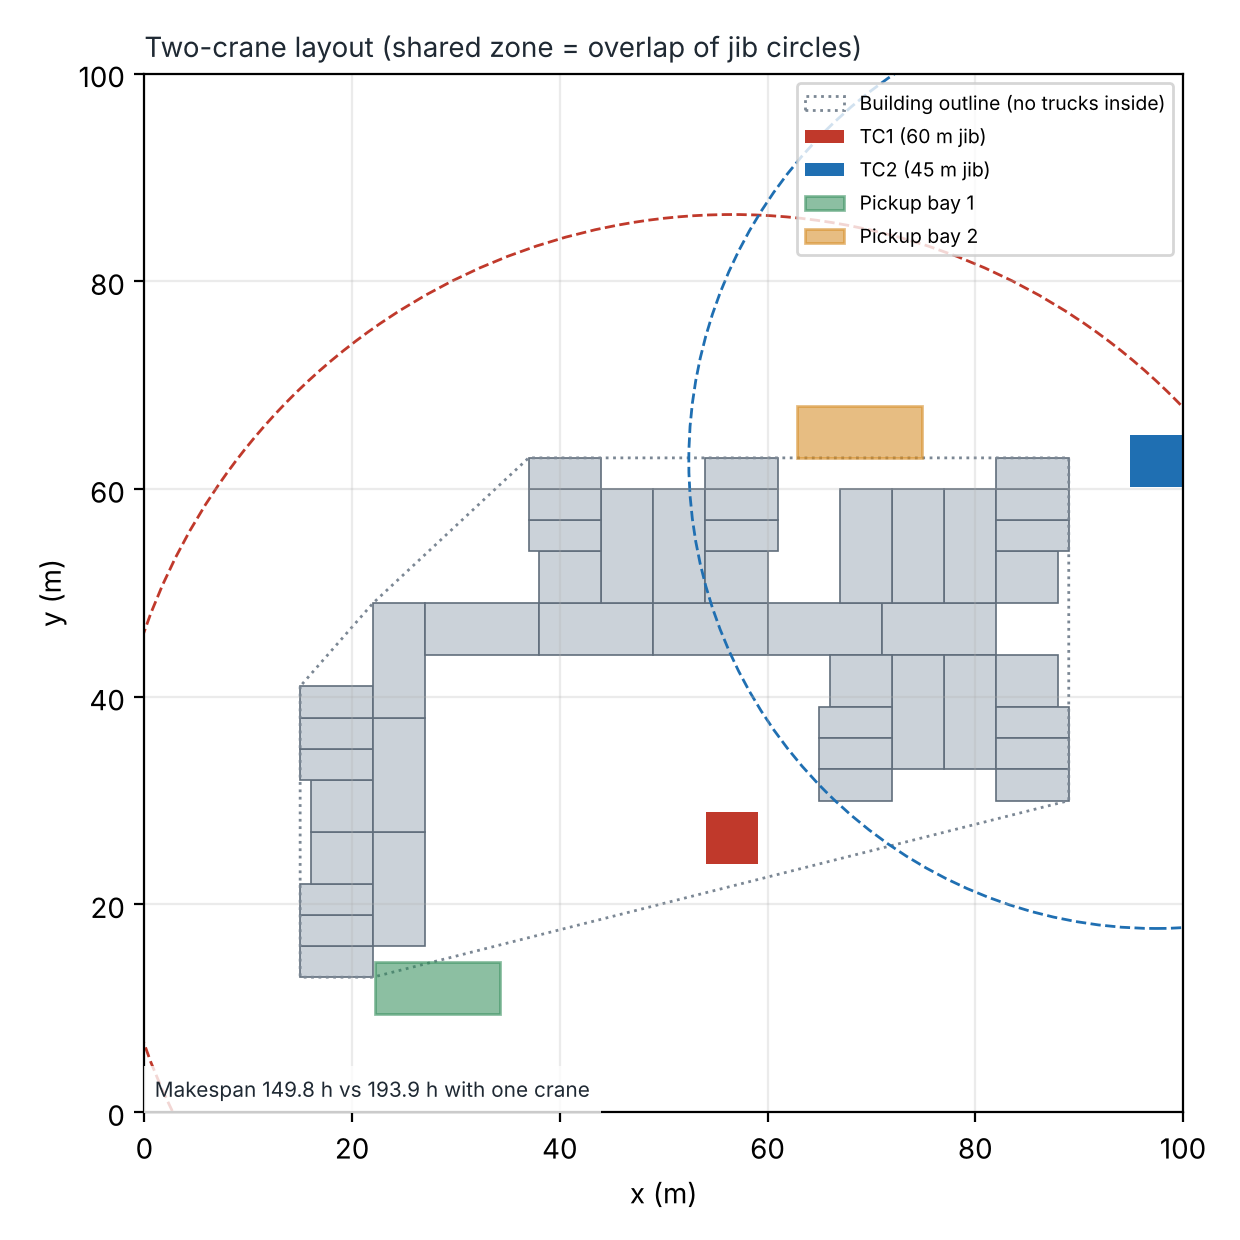 Two-crane layout (shared zone = overlap of jib circles)
Building outline (no trucks inside)
TC1 (60 m jib)
TC2 (45 m jib)
Pickup bay 1
Pickup bay 2
100
80
60
40
20
0
y (m)
Makespan 149.8 h vs 193.9 h with one crane
0 20 40 60 80 100
x (m)